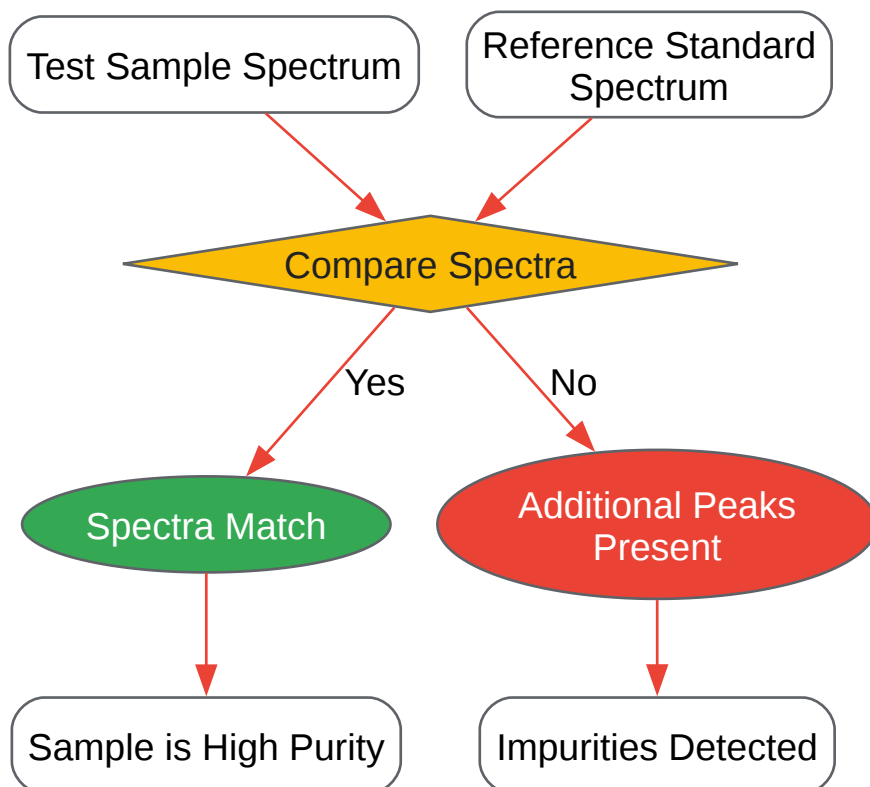 Test Sample Spectrum
Reference Standard
Spectrum
Compare Spectra
Yes
No
Spectra Match
Additional Peaks
Present
Sample is High Purity
Impurities Detected